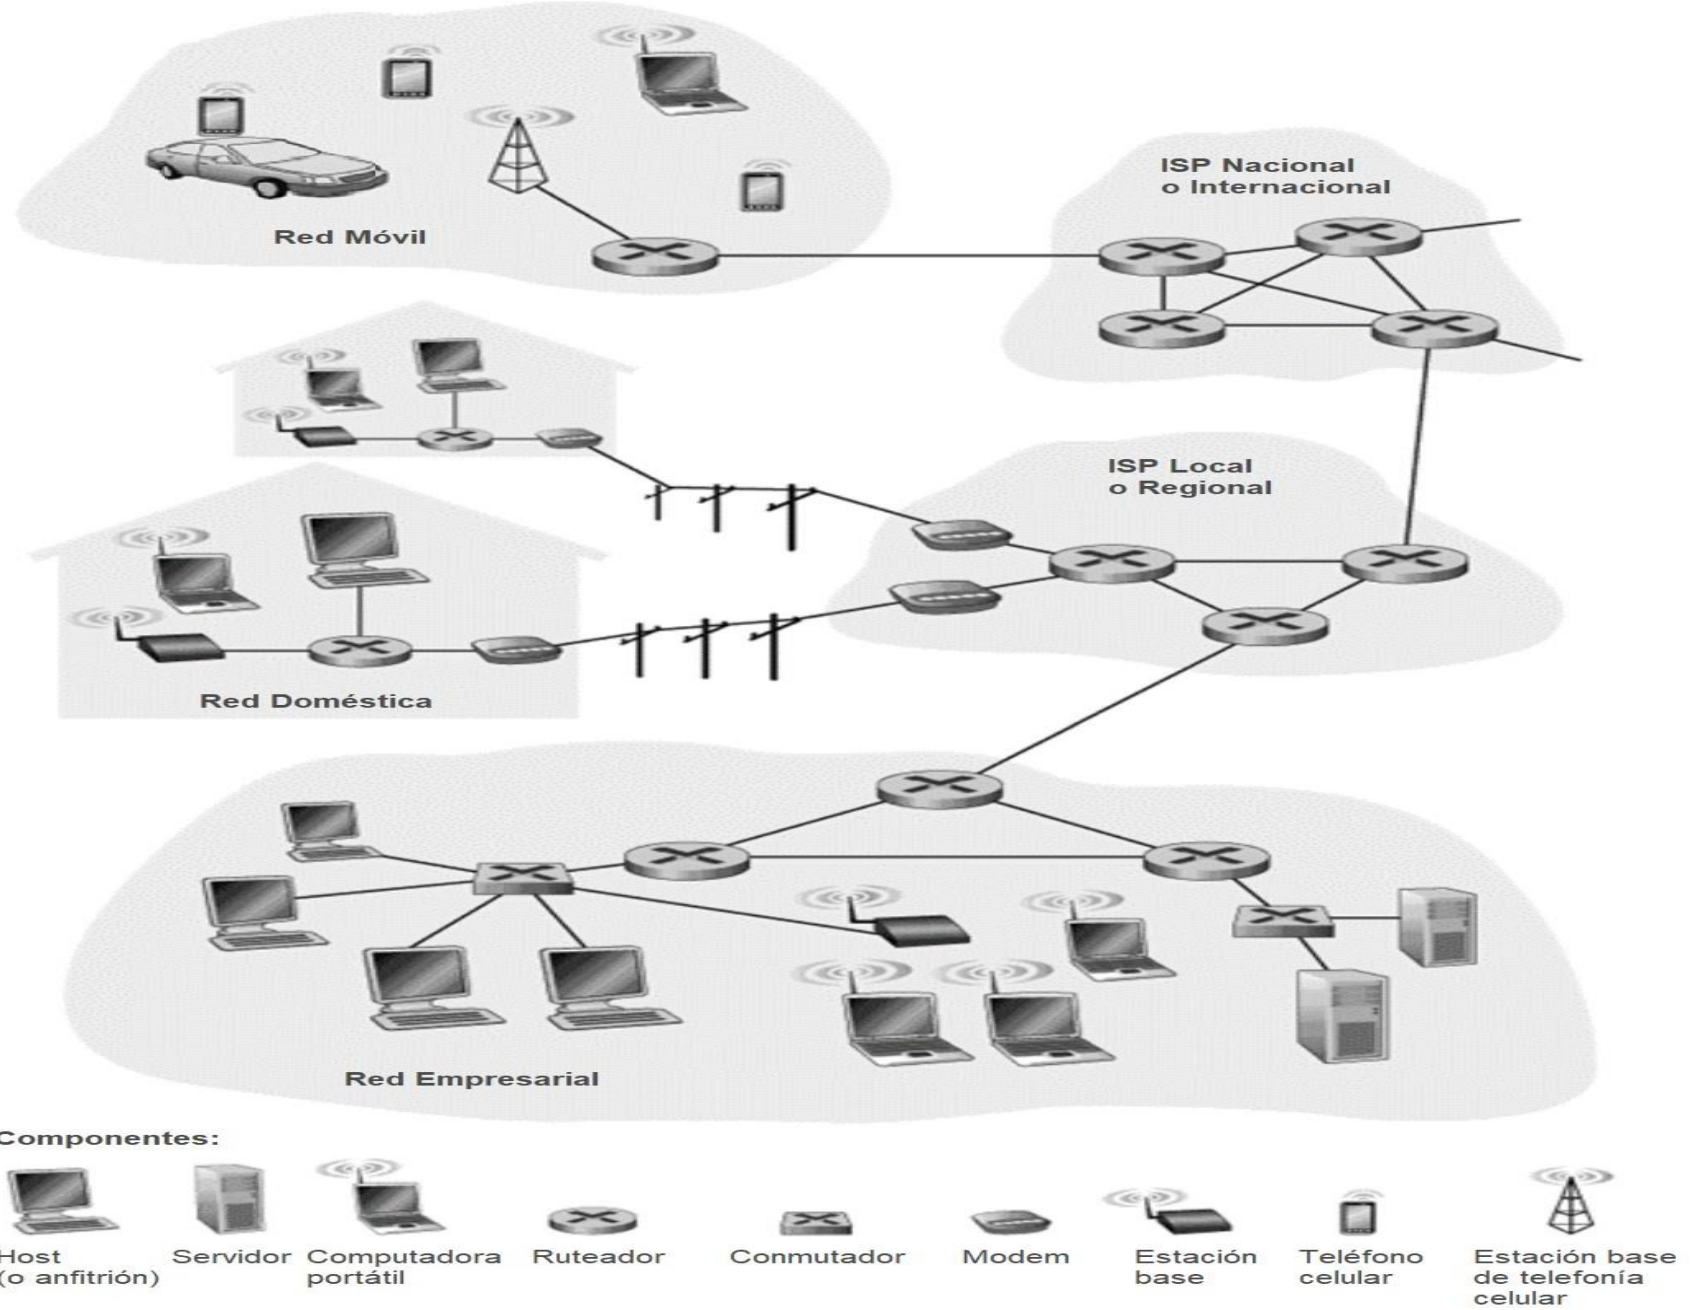 ISP Nacional
o Internacional
Red Móvil
ISP Local
o Regional
Red Doméstica
Red Empresarial
Componentes:
Host
(o anfitrión)
Servidor
Computadora
portátil
Ruteador
Conmutador
Modem
Estación
base
Teléfono
celular
Estación base
de telefonía
celular